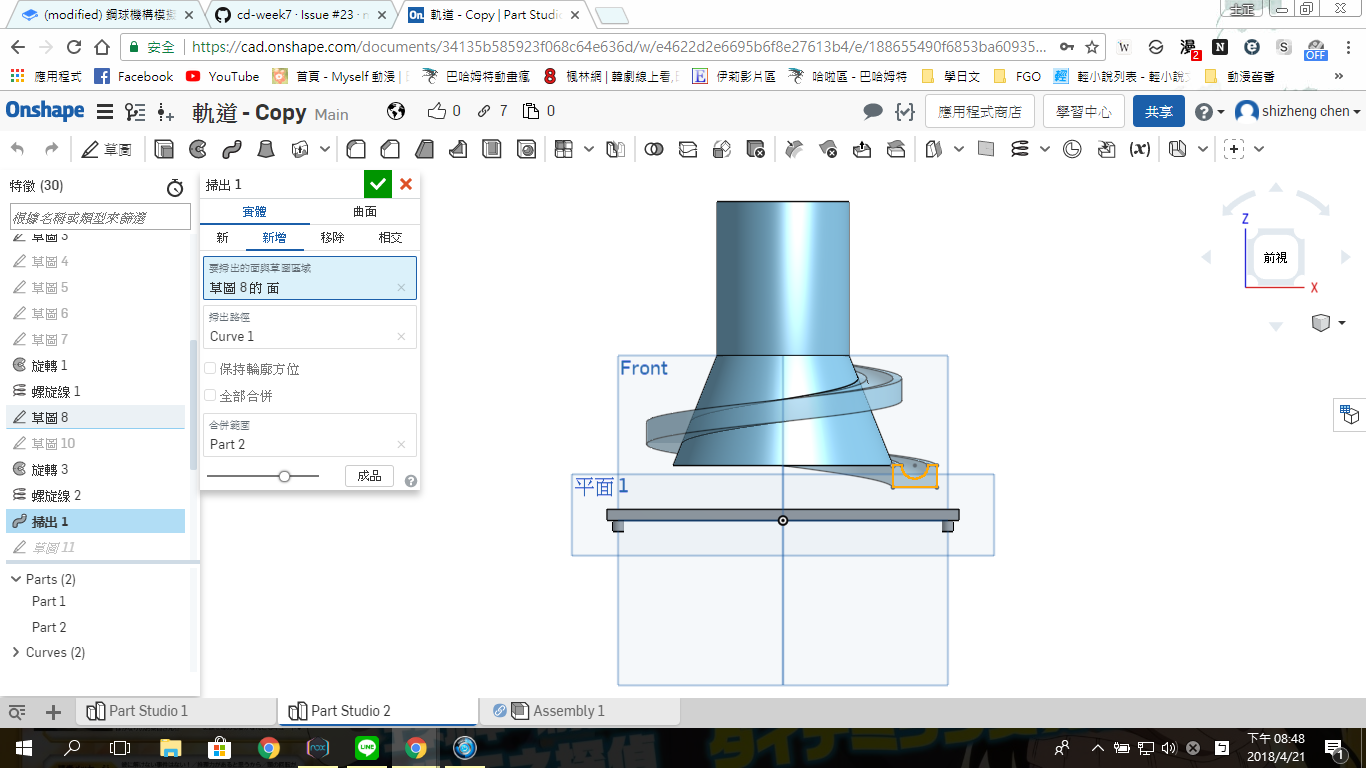 (modified) 鋼球機構模擬
cd-week7 · Issue #23 · n
軌道 - Copy | Part Studio
安全 | https://cad.onshape.com/documents/34135b585923f068c64e636d/w/e4622d2e6695b6f8e27613b4/e/188655490f6853ba60935...
2
OFF
應用程式
Facebook
YouTube
首頁 - Myself 動漫 |
巴哈姆特動畫瘋
楓林網 | 韓劇線上看,
伊莉影片區
哈啦區 - 巴哈姆特
學日文
FGO
輕小說列表 - 輕小說
動漫番番
Onshape
軌道 - Copy Main
0
7
0
應用程式商店
學習中心
共享
shizheng chen
草圖
(x)
特徵 (30)
根據名稱或類型來篩選
草圖 3
草圖 4
草圖 5
草圖 6
草圖 7
旋轉 1
螺旋線 1
草圖 8
草圖 10
旋轉 3
螺旋線 2
掃出 1
草圖 11
Parts (2)
Part 1
Part 2
Curves (2)
掃出 1
實體
曲面
新
新增
移除
相交
要掃出的面與草圖區域
草圖 8 的 面
掃出路徑
Curve 1
保持輪廓方位
全部合併
合併範圍
Part 2
成品
Front
平面 1
Z
前視
X
Part Studio 1
Part Studio 2
Assembly 1
下午 08:48
2018/4/21
1